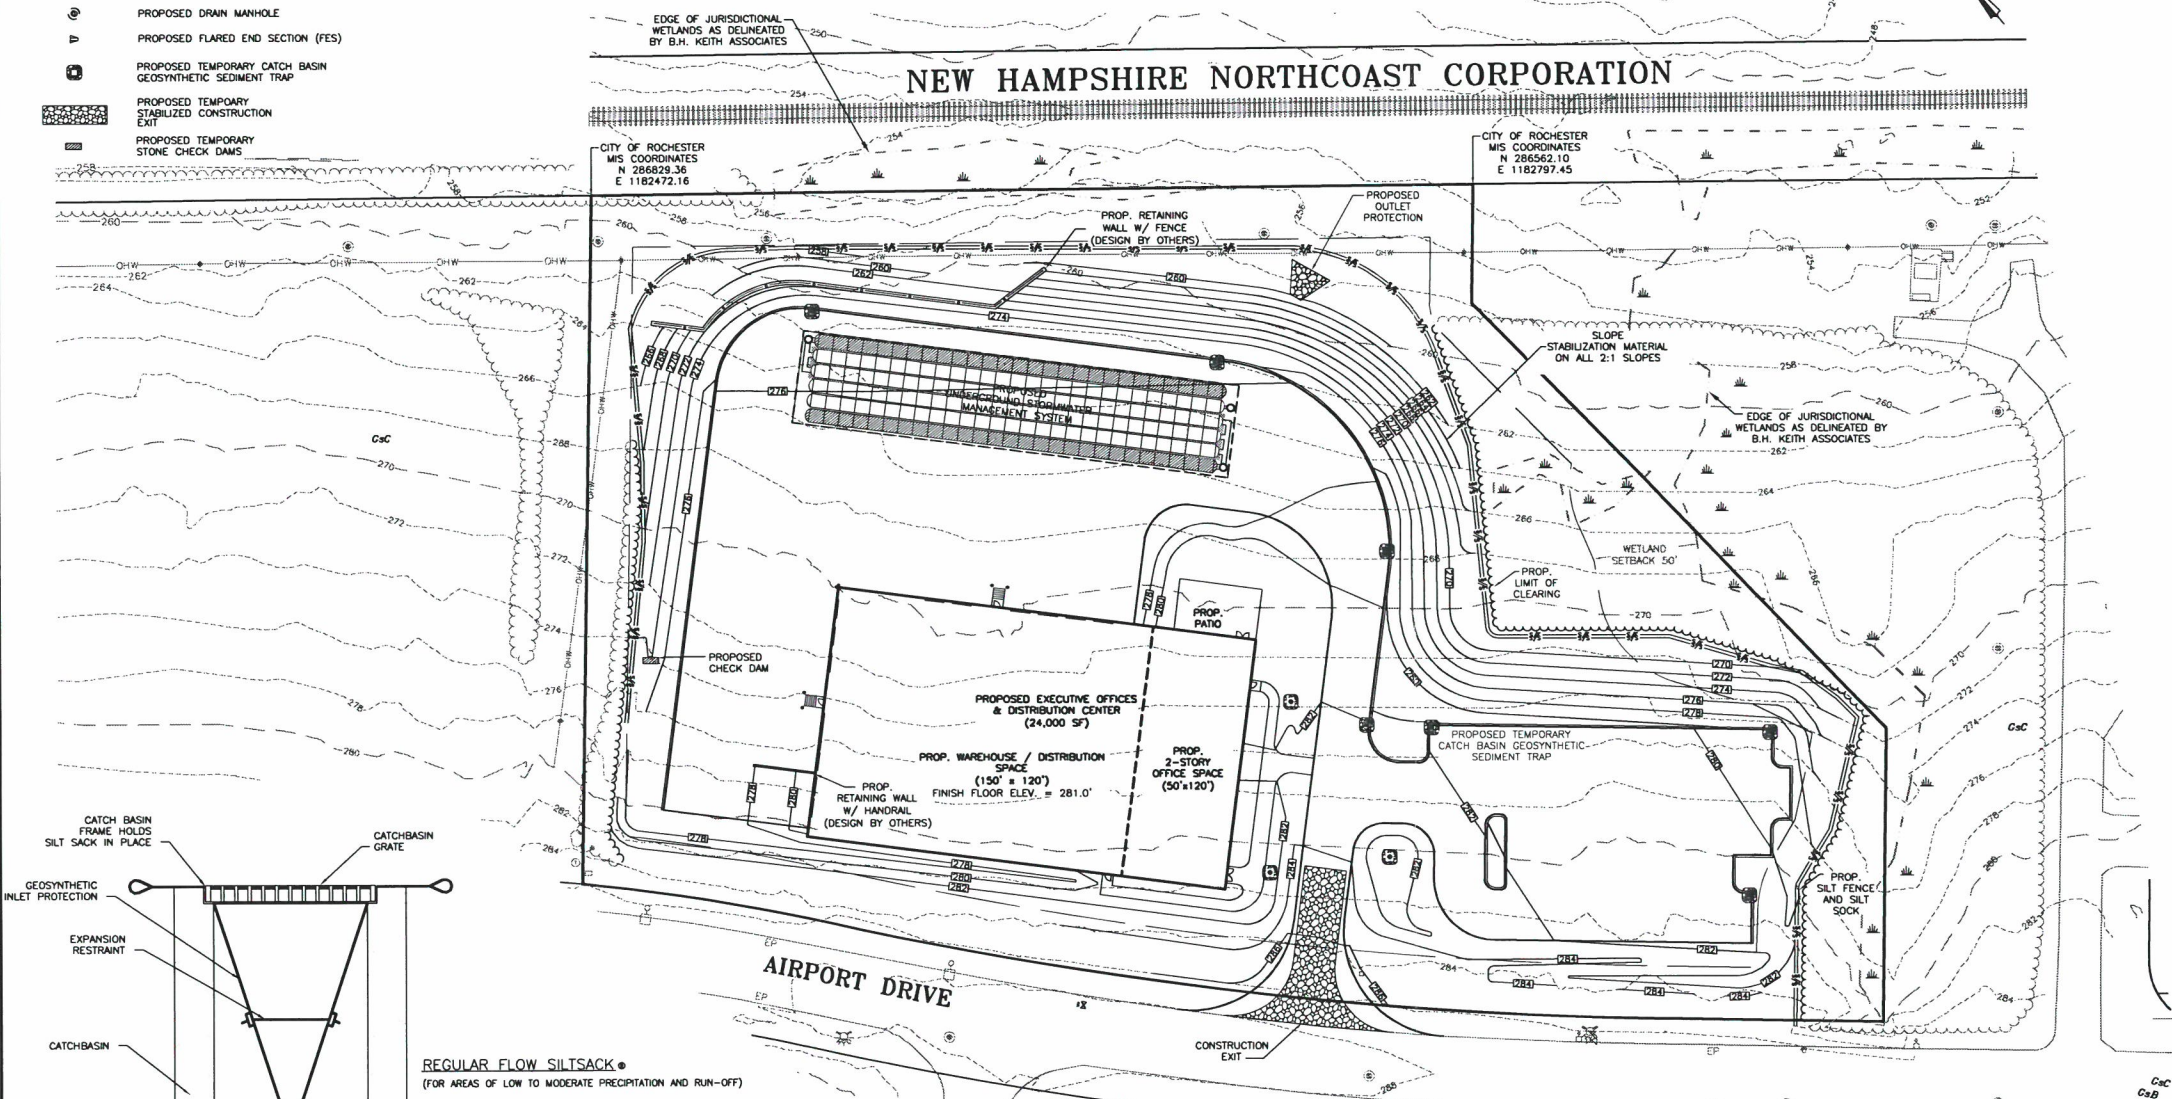 PROPOSED DRAIN MANHOLE
PROPOSED FLARED END SECTION (FES)
PROPOSED TEMPORARY CATCH BASIN
GEOSYNTHETIC SEDIMENT TRAP
PROPOSED TEMPOARY
STABILIZED CONSTRUCTION
EXIT
PROPOSED TEMPORARY
STONE CHECK DAMS
EDGE OF JURISDICTIONAL
WETLANDS AS DELINEATED
BY B.H. KEITH ASSOCIATES
NEW HAMPSHIRE NORTHCOAST CORPORATION
CITY OF ROCHESTER
MIS COORDINATES
N 286829.36
E 1182472.16
CITY OF ROCHESTER
MIS COORDINATES
N 286562.10
E 1182797.45
PROPOSED
OUTLET
PROTECTION
PROP. RETAINING
WALL W/ FENCE
(DESIGN BY OTHERS)
SLOPE
STABILIZATION MATERIAL
ON ALL 2:1 SLOPES
PROPOSED
UNDERGROUND STORMWATER
MANAGEMENT SYSTEM
EDGE OF JURISDICTIONAL
WETLANDS AS DELINEATED BY
B.H. KEITH ASSOCIATES
GsC
WETLAND
SETBACK 50'
PROP.
LIMIT OF
CLEARING
PROP.
PATIO
PROPOSED
CHECK DAM
PROPOSED EXECUTIVE OFFICES
& DISTRIBUTION CENTER
(24,000 SF)
PROP. WAREHOUSE / DISTRIBUTION
SPACE
(150' x 120')
FINISH FLOOR ELEV. = 281.0'
PROP.
2-STORY
OFFICE SPACE
(50'x120')
PROPOSED TEMPORARY
CATCH BASIN GEOSYNTHETIC
SEDIMENT TRAP
GsC
PROP.
RETAINING WALL
W/ HANDRAIL
(DESIGN BY OTHERS)
PROP.
SILT FENCE
AND SILT
SOCK
CATCH BASIN
FRAME HOLDS
SILT SACK IN PLACE
CATCHBASIN
GRATE
GEOSYNTHETIC
INLET PROTECTION
EXPANSION
RESTRAINT
CATCHBASIN
AIRPORT DRIVE
CONSTRUCTION
EXIT
REGULAR FLOW SILTSACK®
(FOR AREAS OF LOW TO MODERATE PRECIPITATION AND RUN-OFF)
GsC
GsB